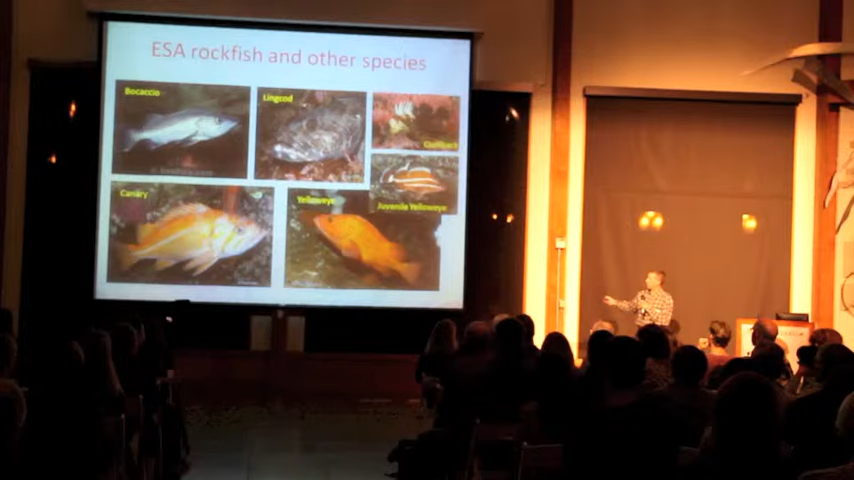 ESA rockfish and other species
Bocaccio
Lingcod
Quillback
Canary
Yelloweye
Juvenile Yelloweye